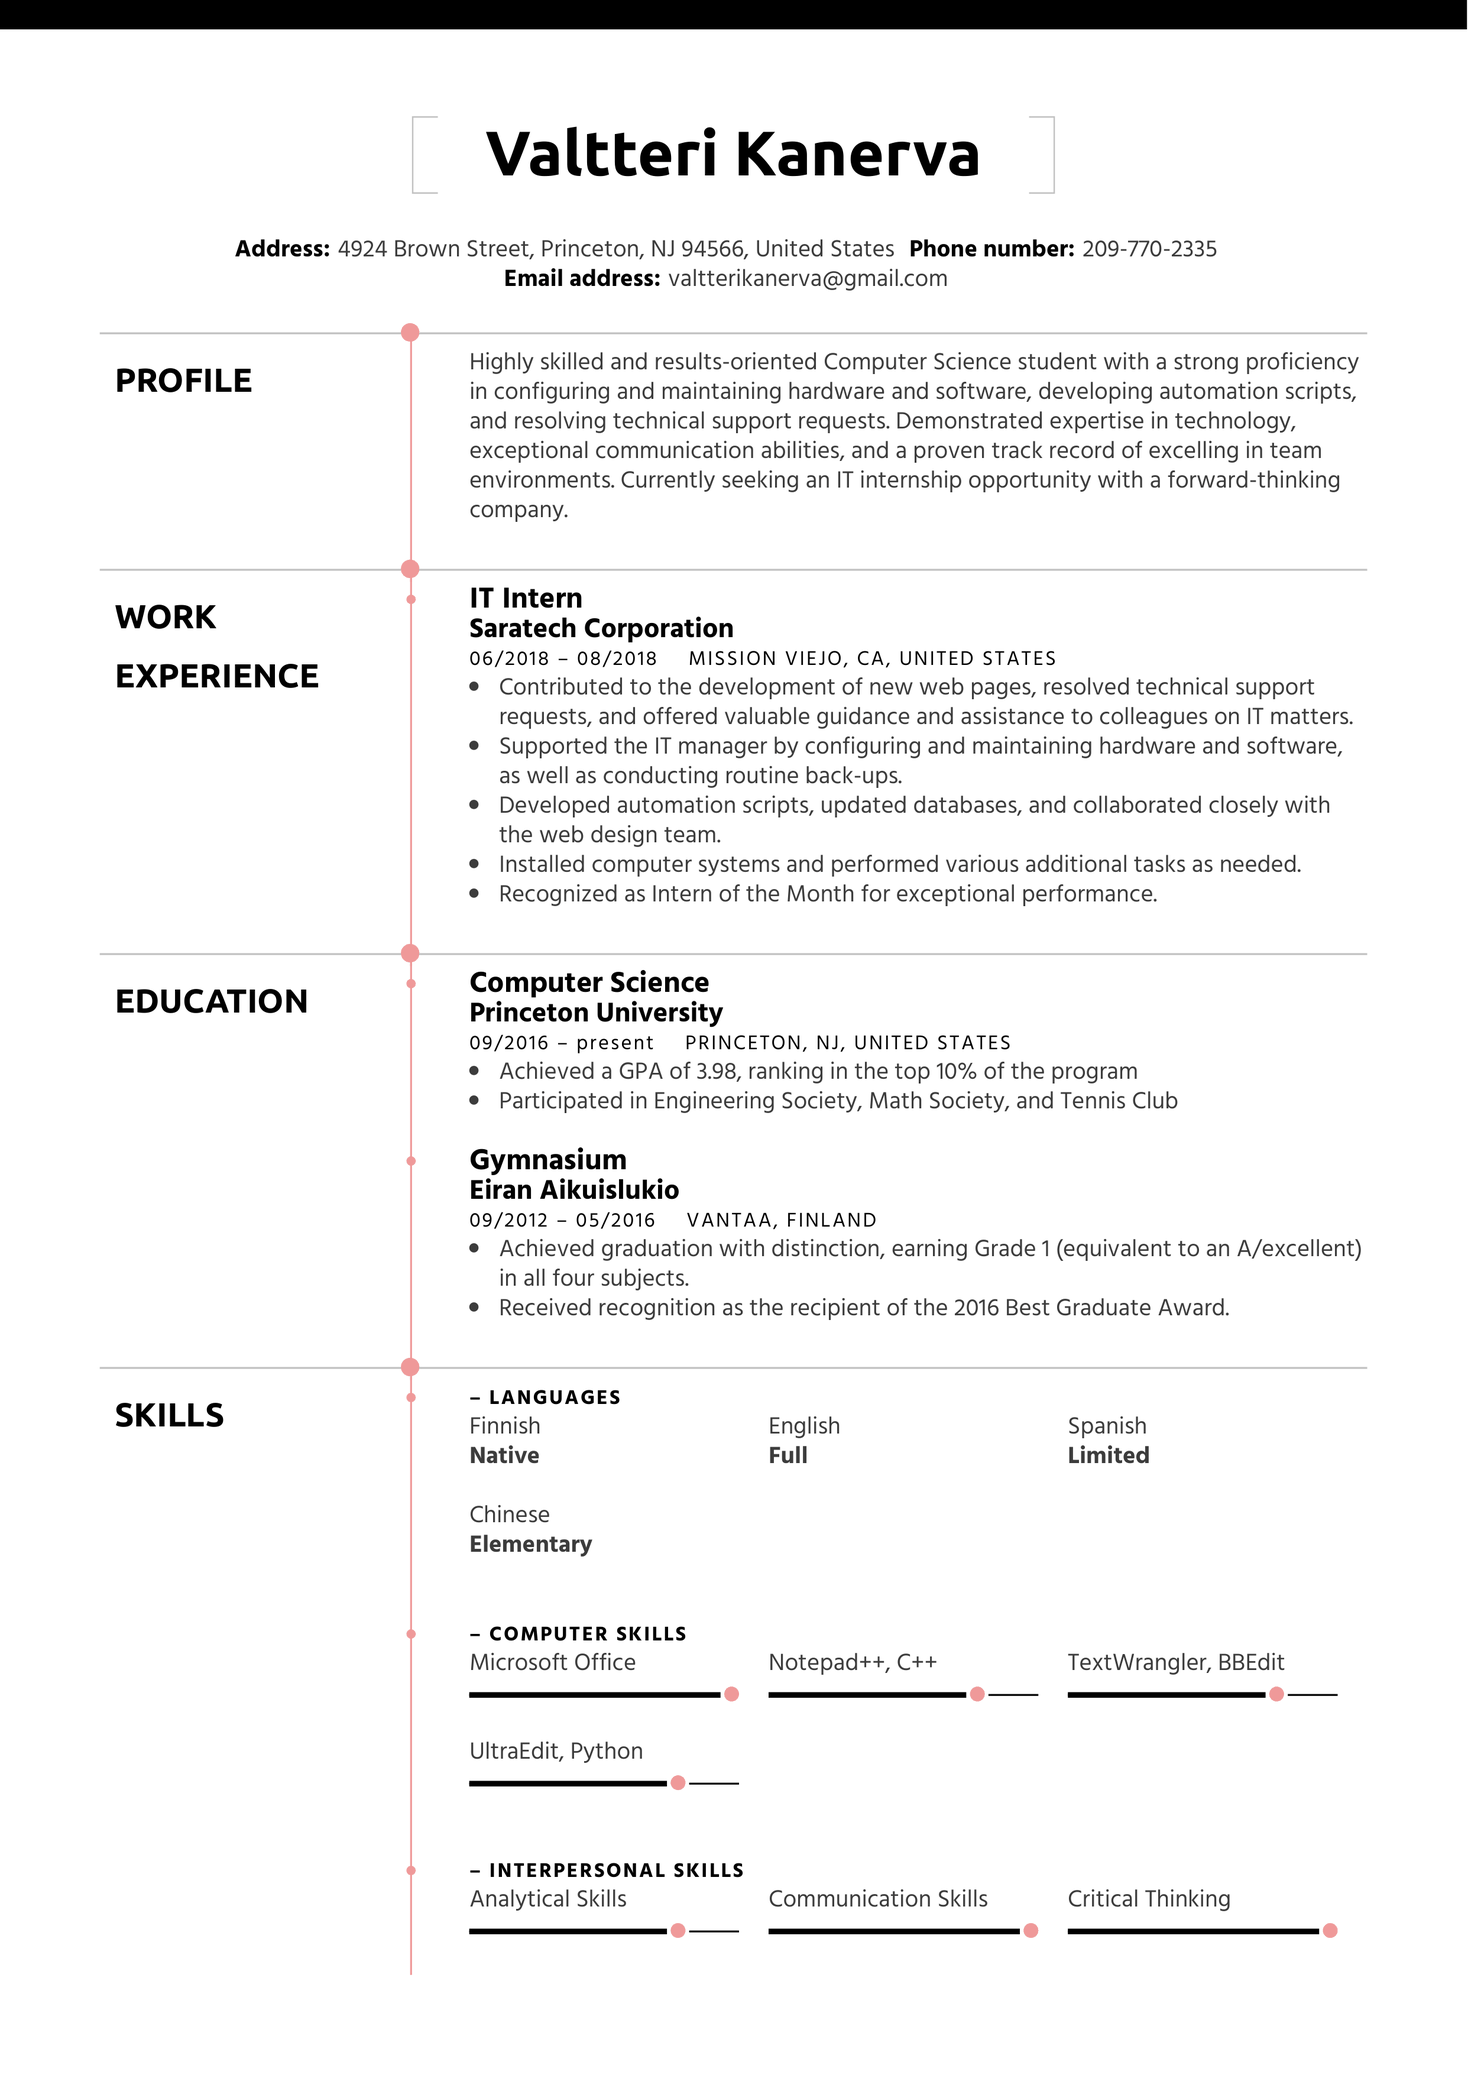 Valtteri Kanerva
Address: 4924 Brown Street, Princeton, NJ 94566, United States Phone number: 209-770-2335
Email address: valtterikanerva@gmail.com
PROFILE
Highly skilled and results-oriented Computer Science student with a strong proficiency
in configuring and maintaining hardware and software, developing automation scripts,
and resolving technical support requests. Demonstrated expertise in technology,
exceptional communication abilities, and a proven track record of excelling in team
environments. Currently seeking an IT internship opportunity with a forward-thinking
company.
WORK
EXPERIENCE
IT Intern
Saratech Corporation
06/2018 – 08/2018 MISSION VIEJO, CA, UNITED STATES
• Contributed to the development of new web pages, resolved technical support
requests, and offered valuable guidance and assistance to colleagues on IT matters.
• Supported the IT manager by configuring and maintaining hardware and software,
as well as conducting routine back-ups.
• Developed automation scripts, updated databases, and collaborated closely with
the web design team.
• Installed computer systems and performed various additional tasks as needed.
• Recognized as Intern of the Month for exceptional performance.
EDUCATION
Computer Science
Princeton University
09/2016 – present PRINCETON, NJ, UNITED STATES
• Achieved a GPA of 3.98, ranking in the top 10% of the program
• Participated in Engineering Society, Math Society, and Tennis Club
Gymnasium
Eiran Aikuislukio
09/2012 – 05/2016 VANTAA, FINLAND
• Achieved graduation with distinction, earning Grade 1 (equivalent to an A/excellent)
in all four subjects.
• Received recognition as the recipient of the 2016 Best Graduate Award.
SKILLS
– LANGUAGES
Finnish English Spanish
Native Full Limited
Chinese
Elementary
– COMPUTER SKILLS
Microsoft Office Notepad++, C++ TextWrangler, BBEdit
UltraEdit, Python
– INTERPERSONAL SKILLS
Analytical Skills Communication Skills Critical Thinking